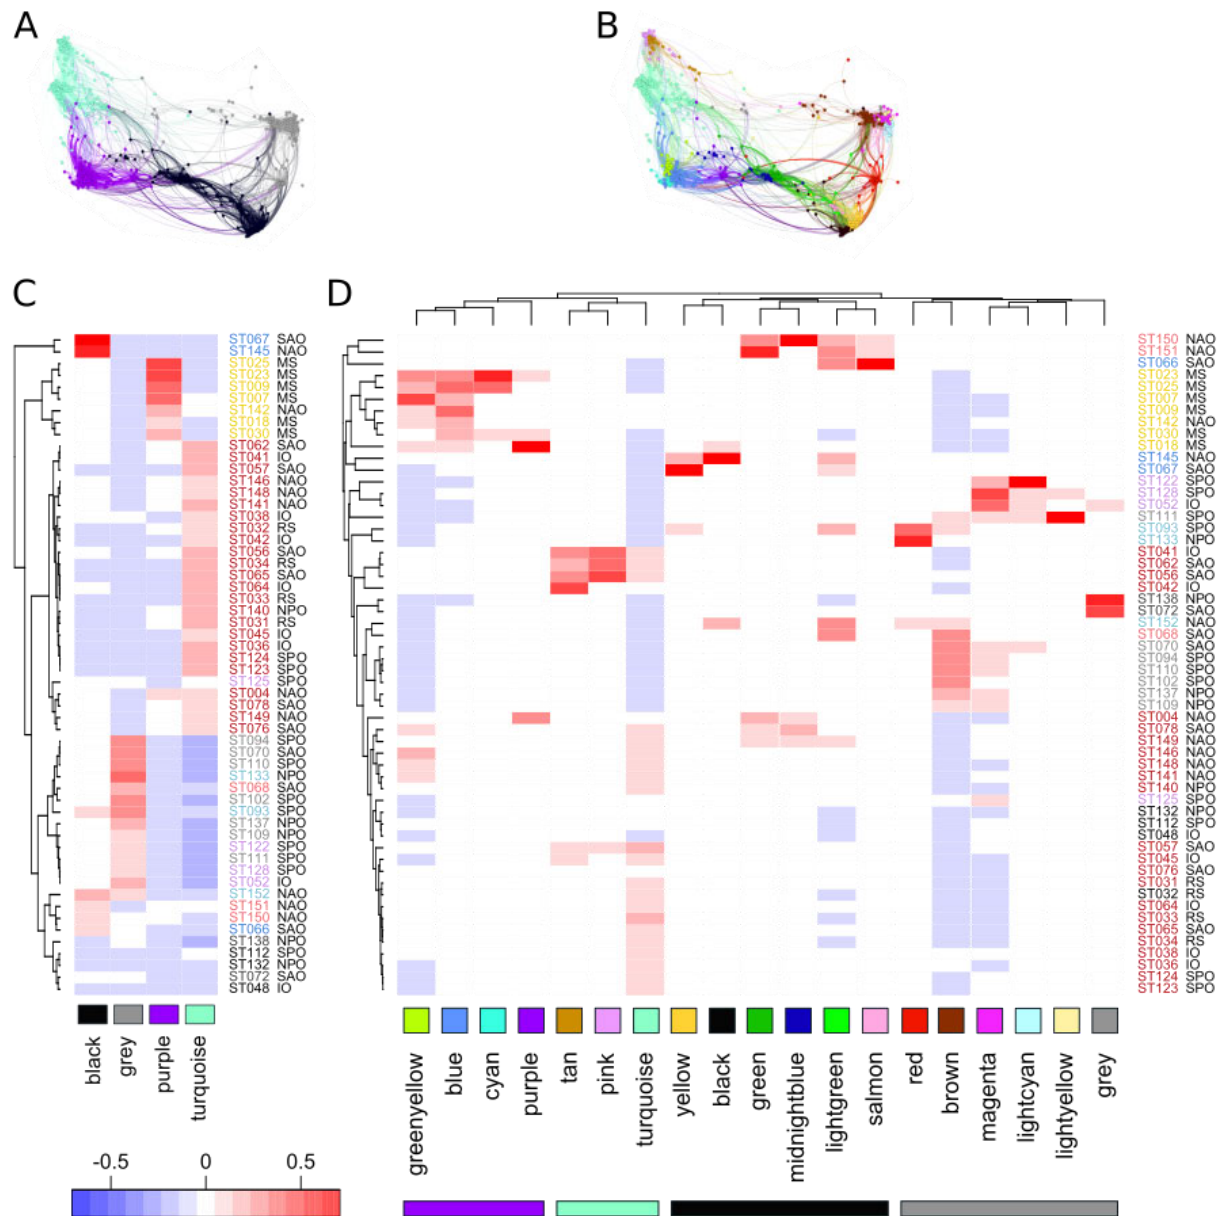 A
B
C
D
ST067 SAO
ST145 NAO
ST025 MS
ST023 MS
ST009 MS
ST007 MS
ST142 NAO
ST018 MS
ST030 MS
ST062 SAO
ST041 IO
ST057 SAO
ST146 NAO
ST148 NAO
ST141 NAO
ST038 IO
ST032 RS
ST042 IO
ST056 SAO
ST034 RS
ST065 SAO
ST064 IO
ST033 RS
ST140 NPO
ST031 RS
ST045 IO
ST036 IO
ST124 SPO
ST123 SPO
ST125 SPO
ST004 NAO
ST078 SAO
ST149 NAO
ST076 SAO
ST094 SPO
ST070 SAO
ST110 SPO
ST133 NPO
ST068 SAO
ST102 SPO
ST093 SPO
ST137 NPO
ST109 NPO
ST122 SPO
ST111 SPO
ST128 SPO
ST052 IO
ST152 NAO
ST151 NAO
ST150 NAO
ST066 SAO
ST138 NPO
ST112 SPO
ST132 NPO
ST072 SAO
ST048 IO
black
grey
purple
turquoise
-0.5 0 0.5
ST150 NAO
ST151 NAO
ST066 SAO
ST023 MS
ST025 MS
ST007 MS
ST009 MS
ST142 NAO
ST030 MS
ST018 MS
ST145 NAO
ST067 SAO
ST122 SPO
ST128 SPO
ST052 IO
ST111 SPO
ST093 SPO
ST133 NPO
ST041 IO
ST062 SAO
ST056 SAO
ST042 IO
ST138 NPO
ST072 SAO
ST152 NAO
ST068 SAO
ST070 SAO
ST094 SPO
ST110 SPO
ST102 SPO
ST137 NPO
ST109 NPO
ST004 NAO
ST078 SAO
ST149 NAO
ST146 NAO
ST148 NAO
ST141 NAO
ST140 NPO
ST125 SPO
ST132 NPO
ST112 SPO
ST048 IO
ST057 SAO
ST045 IO
ST076 SAO
ST031 RS
ST032 RS
ST064 IO
ST033 RS
ST065 SAO
ST034 RS
ST038 IO
ST036 IO
ST124 SPO
ST123 SPO
greenyellow
blue
cyan
purple
tan
pink
turquoise
yellow
black
green
midnightblue
lightgreen
salmon
red
brown
magenta
lightcyan
lightyellow
grey